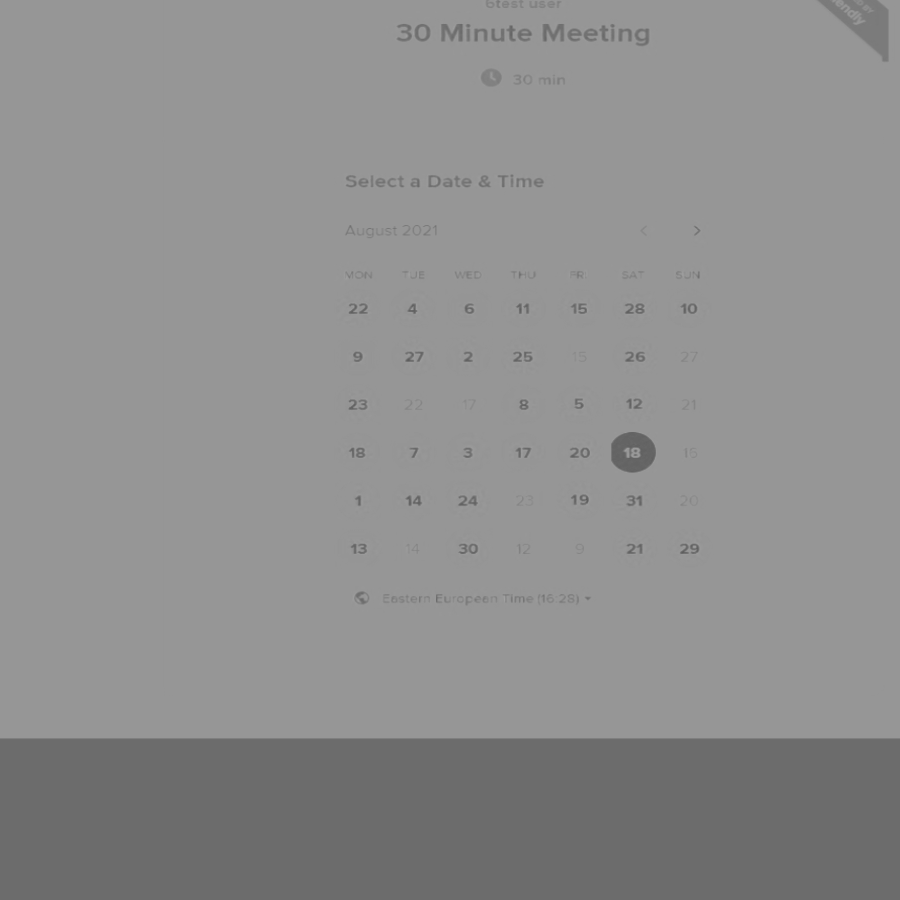 6test user
30 Minute Meeting
30 min
Select a Date & Time
August 2021
MON TUE WED THU FRI SAT SUN
22 4 6 11 15 28 10
9 27 2 25 15 26 27
23 22 17 8 5 12 21
18 7 3 17 20 18 15
1 14 24 23 19 31 20
13 14 30 12 9 21 29
Eastern European Time (16:28)